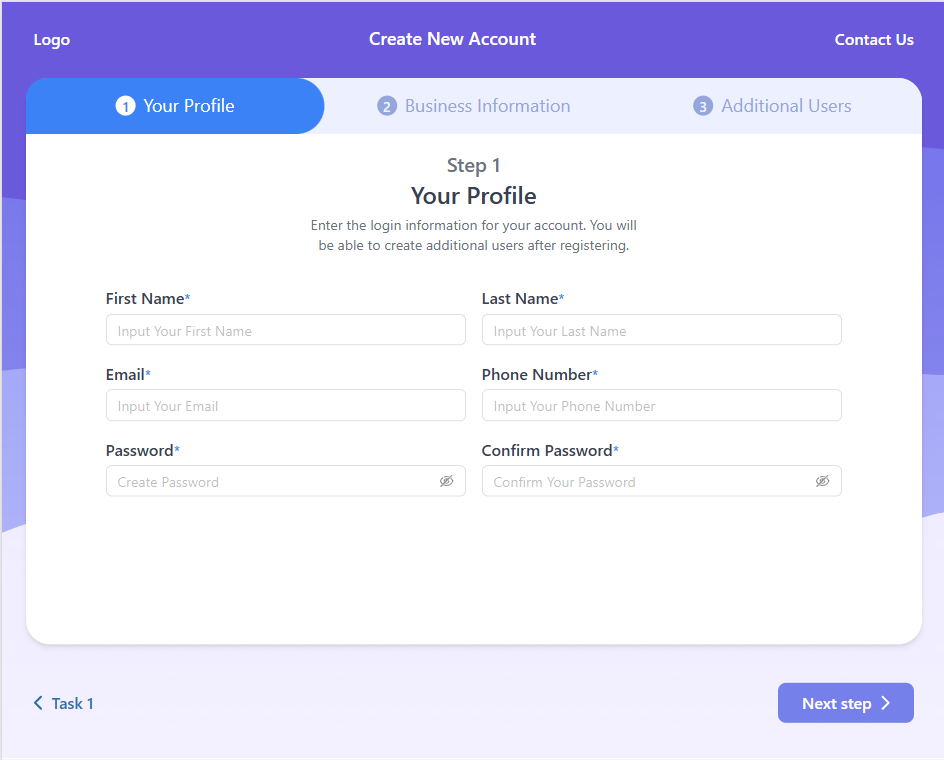 Logo
Create New Account
Contact Us
1 Your Profile
2 Business Information
3 Additional Users
Step 1
Your Profile
Enter the login information for your account. You will
be able to create additional users after registering.
First Name*
Last Name*
Input Your First Name
Input Your Last Name
Email*
Phone Number*
Input Your Email
Input Your Phone Number
Password*
Confirm Password*
Create Password
Confirm Your Password
Task 1
Next step